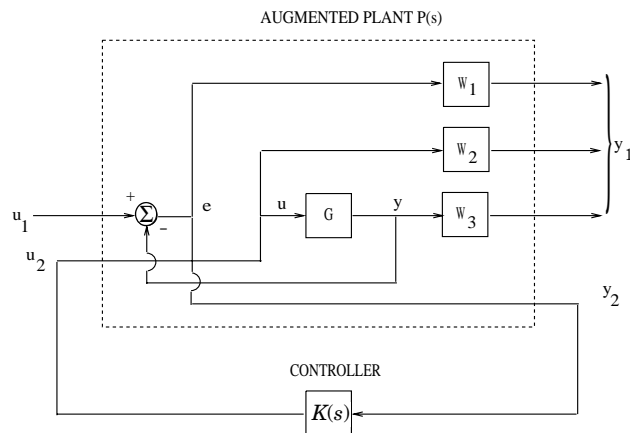 AUGMENTED PLANT P(s)
W1
W2
y1
+
u1
Σ
e
u
G
y
W3
−
u2
y2
CONTROLLER
K(s)